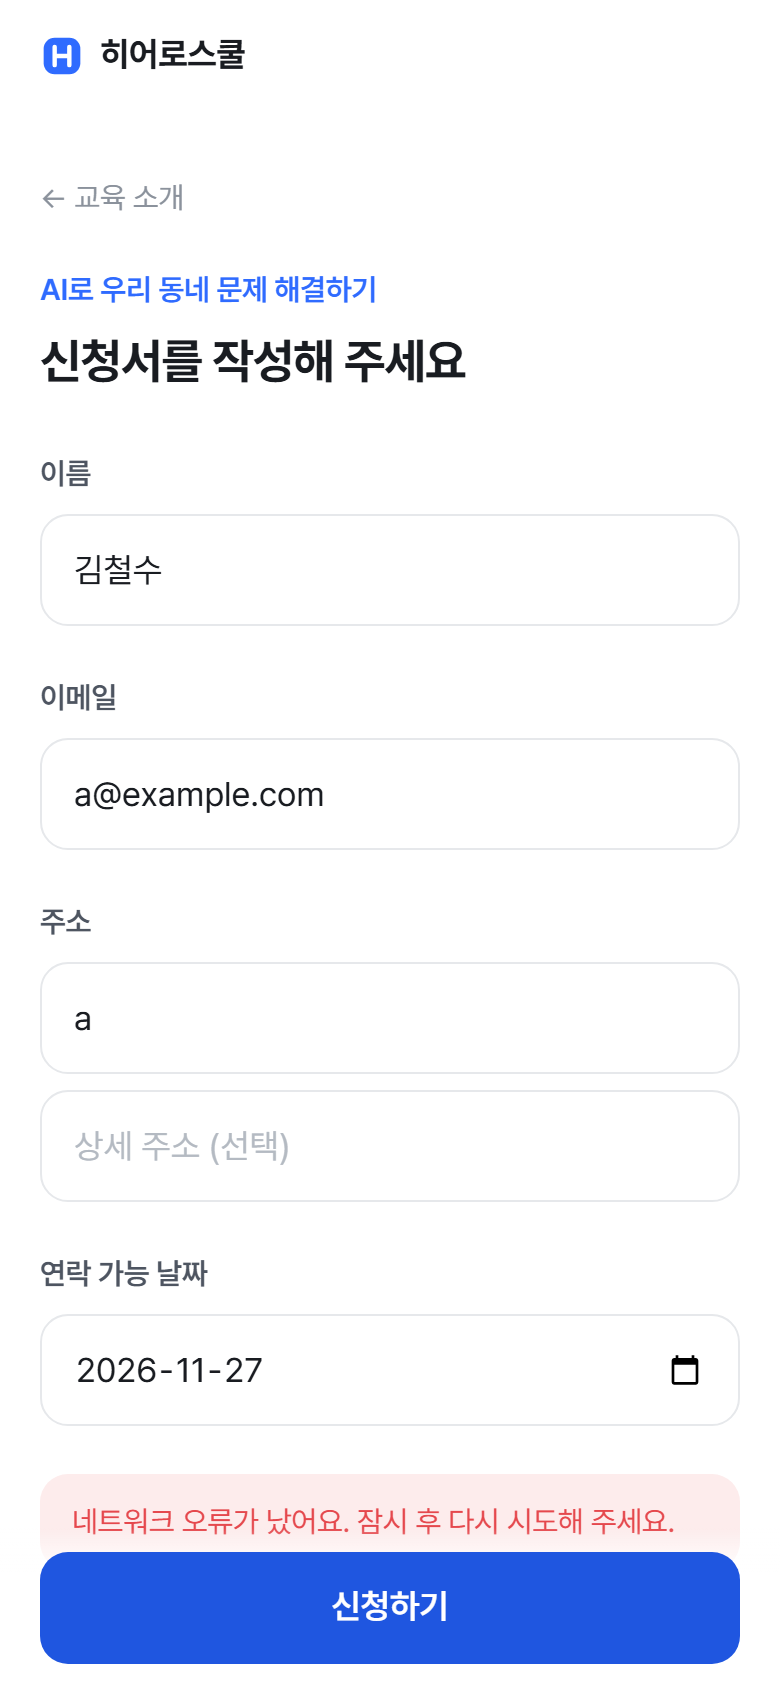 H 히어로스쿨
← 교육 소개
AI로 우리 동네 문제 해결하기
신청서를 작성해 주세요
이름
김철수
이메일
a@example.com
주소
a
상세 주소 (선택)
연락 가능 날짜
2026-11-27
네트워크 오류가 났어요. 잠시 후 다시 시도해 주세요.
신청하기